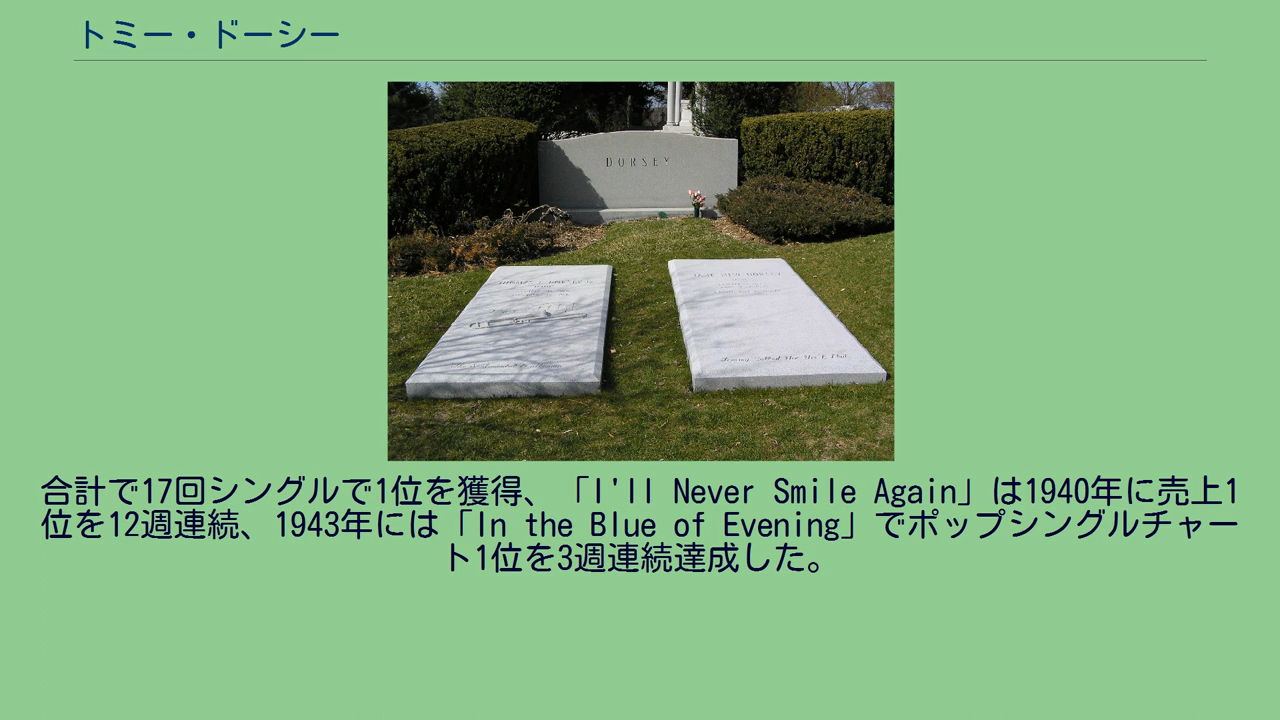 トミー・ドーシー
DORSEY
合計で17回シングルで1位を獲得、「I'll Never Smile Again」は1940年に売上1
位を12週連続、1943年には「In the Blue of Evening」でポップシングルチャー
ト1位を3週連続達成した。